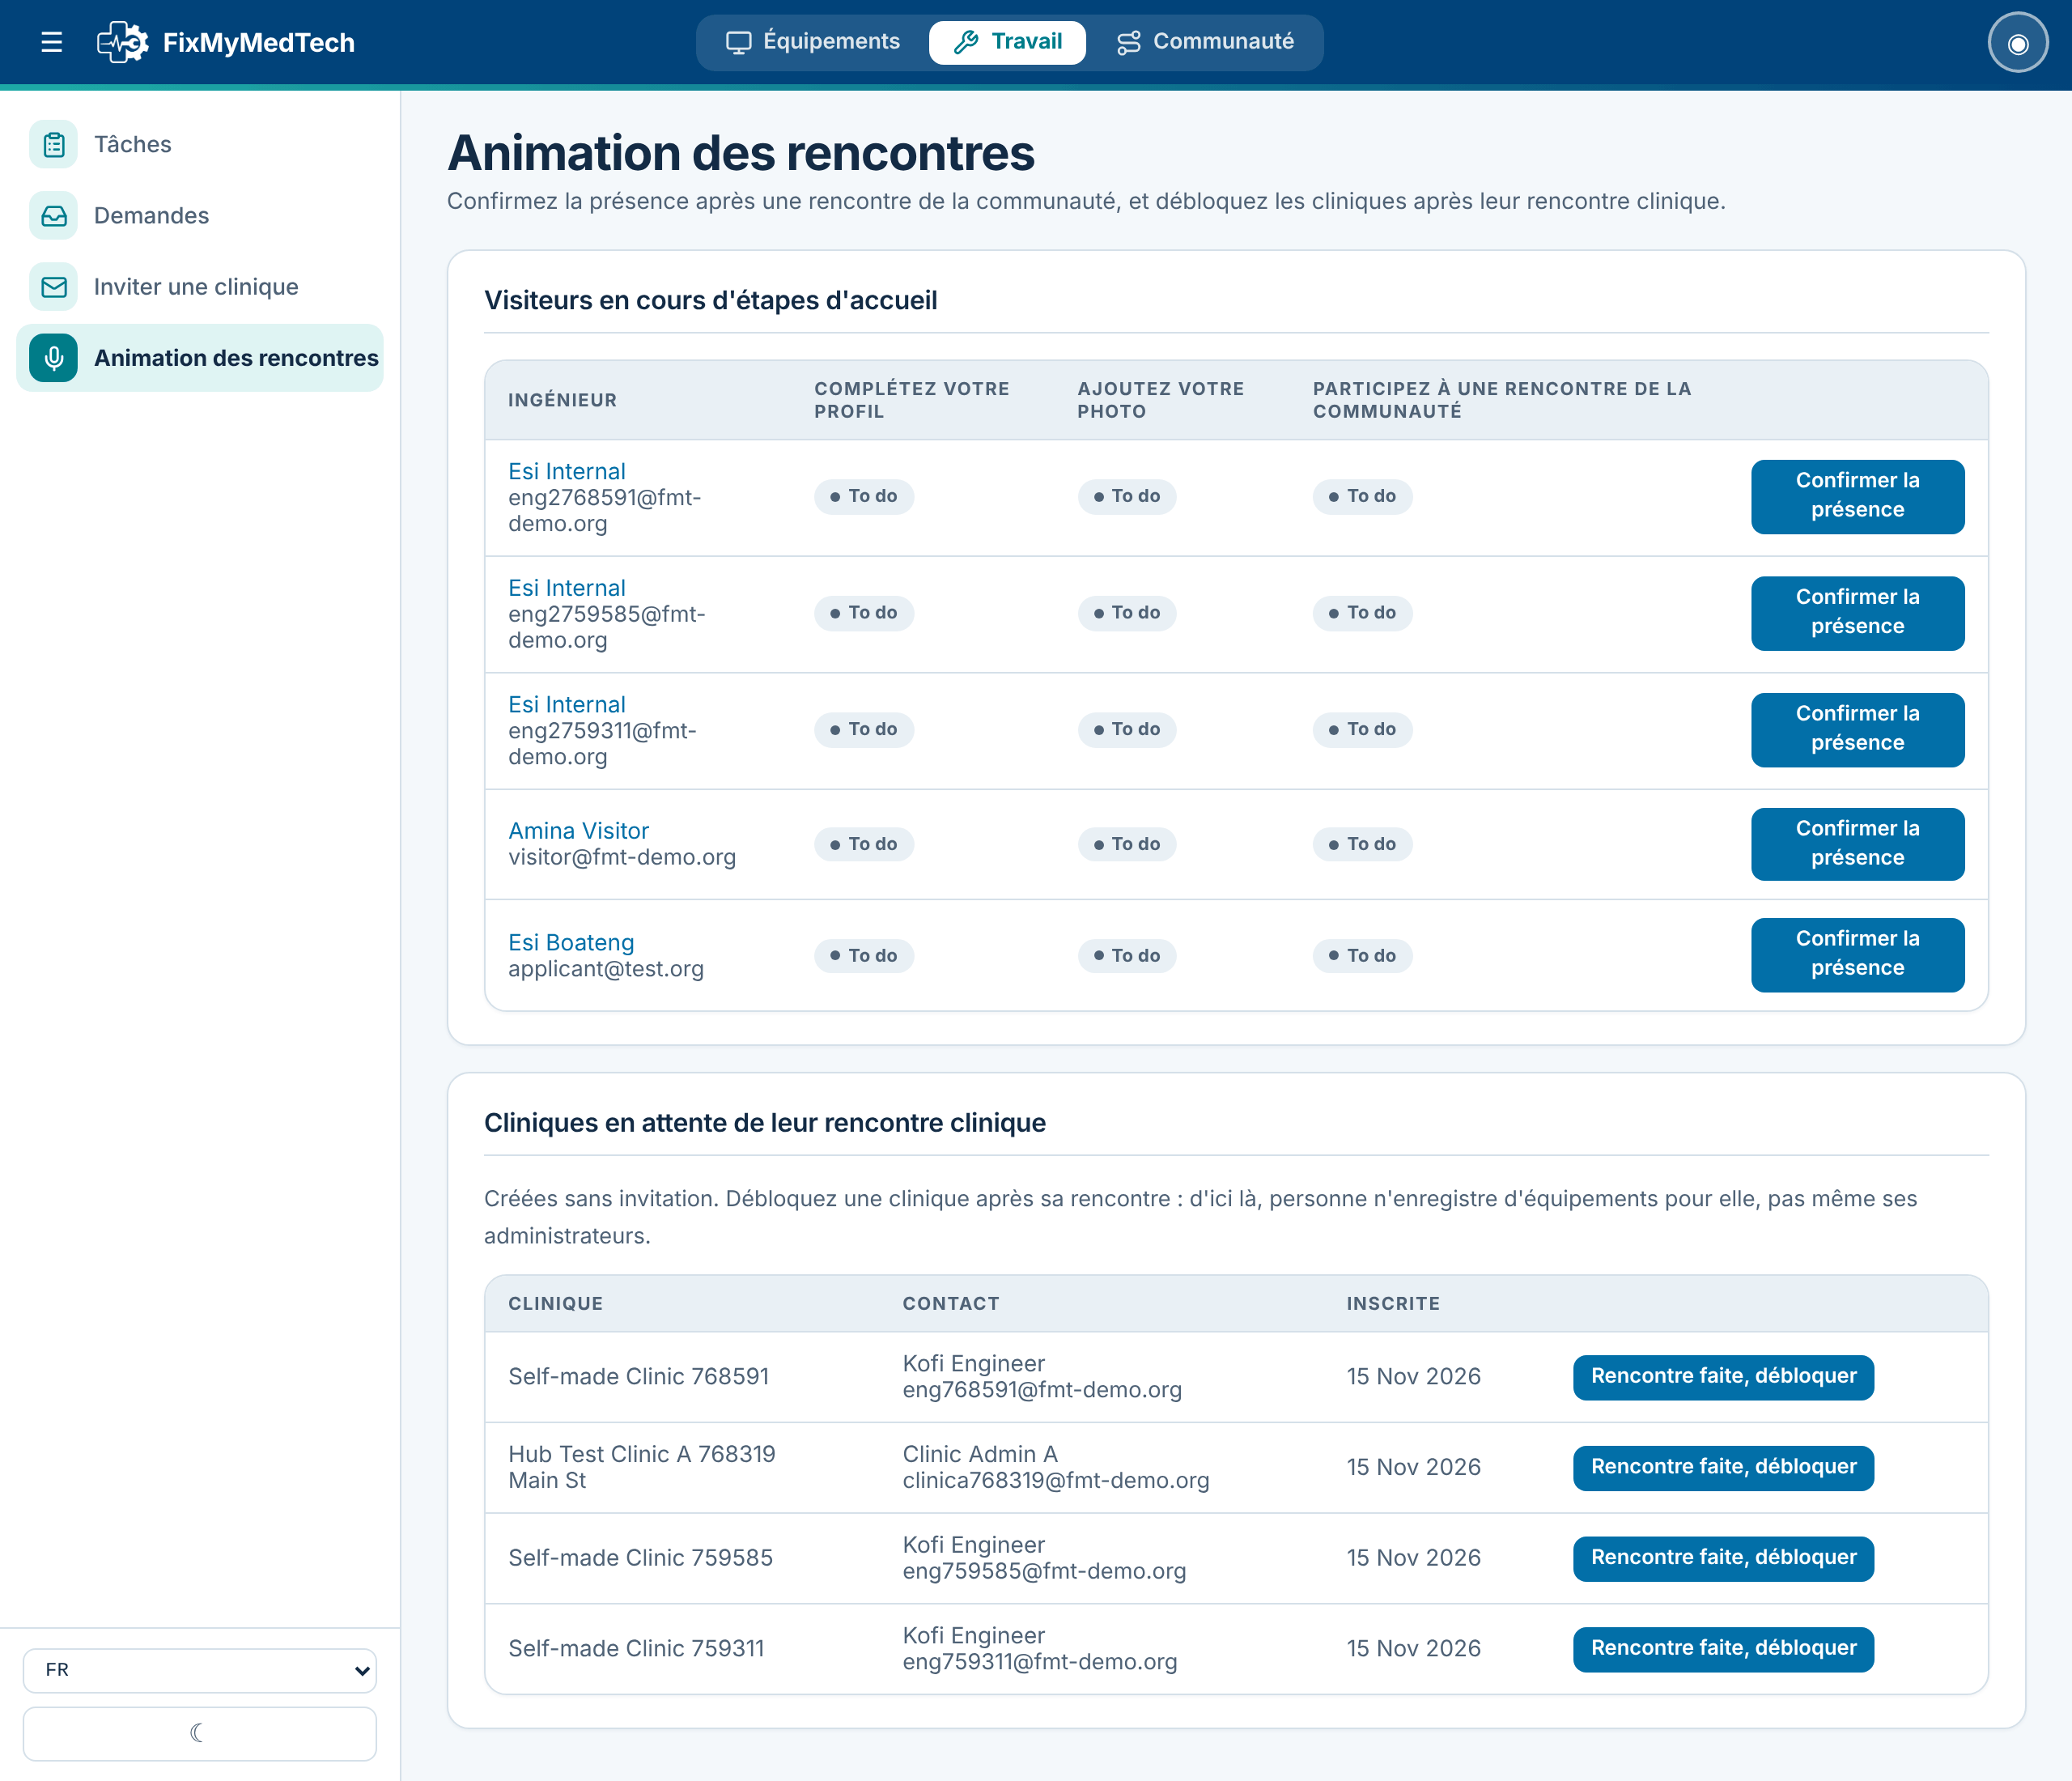 FixMyMedTech
Équipements
Travail
Communauté
Tâches
Demandes
Inviter une clinique
Animation des rencontres
FR
Animation des rencontres
Confirmez la présence après une rencontre de la communauté, et débloquez les cliniques après leur rencontre clinique.
Visiteurs en cours d'étapes d'accueil
INGÉNIEUR
COMPLÉTEZ VOTRE
PROFIL
AJOUTEZ VOTRE
PHOTO
PARTICIPEZ À UNE RENCONTRE DE LA
COMMUNAUTÉ
Esi Internal
eng2768591@fmt-
demo.org
To do
To do
To do
Confirmer la
présence
Esi Internal
eng2759585@fmt-
demo.org
To do
To do
To do
Confirmer la
présence
Esi Internal
eng2759311@fmt-
demo.org
To do
To do
To do
Confirmer la
présence
Amina Visitor
visitor@fmt-demo.org
To do
To do
To do
Confirmer la
présence
Esi Boateng
applicant@test.org
To do
To do
To do
Confirmer la
présence
Cliniques en attente de leur rencontre clinique
Créées sans invitation. Débloquez une clinique après sa rencontre : d'ici là, personne n'enregistre d'équipements pour elle, pas même ses
administrateurs.
CLINIQUE
CONTACT
INSCRITE
Self-made Clinic 768591
Kofi Engineer
eng768591@fmt-demo.org
15 Nov 2026
Rencontre faite, débloquer
Hub Test Clinic A 768319
Main St
Clinic Admin A
clinica768319@fmt-demo.org
15 Nov 2026
Rencontre faite, débloquer
Self-made Clinic 759585
Kofi Engineer
eng759585@fmt-demo.org
15 Nov 2026
Rencontre faite, débloquer
Self-made Clinic 759311
Kofi Engineer
eng759311@fmt-demo.org
15 Nov 2026
Rencontre faite, débloquer